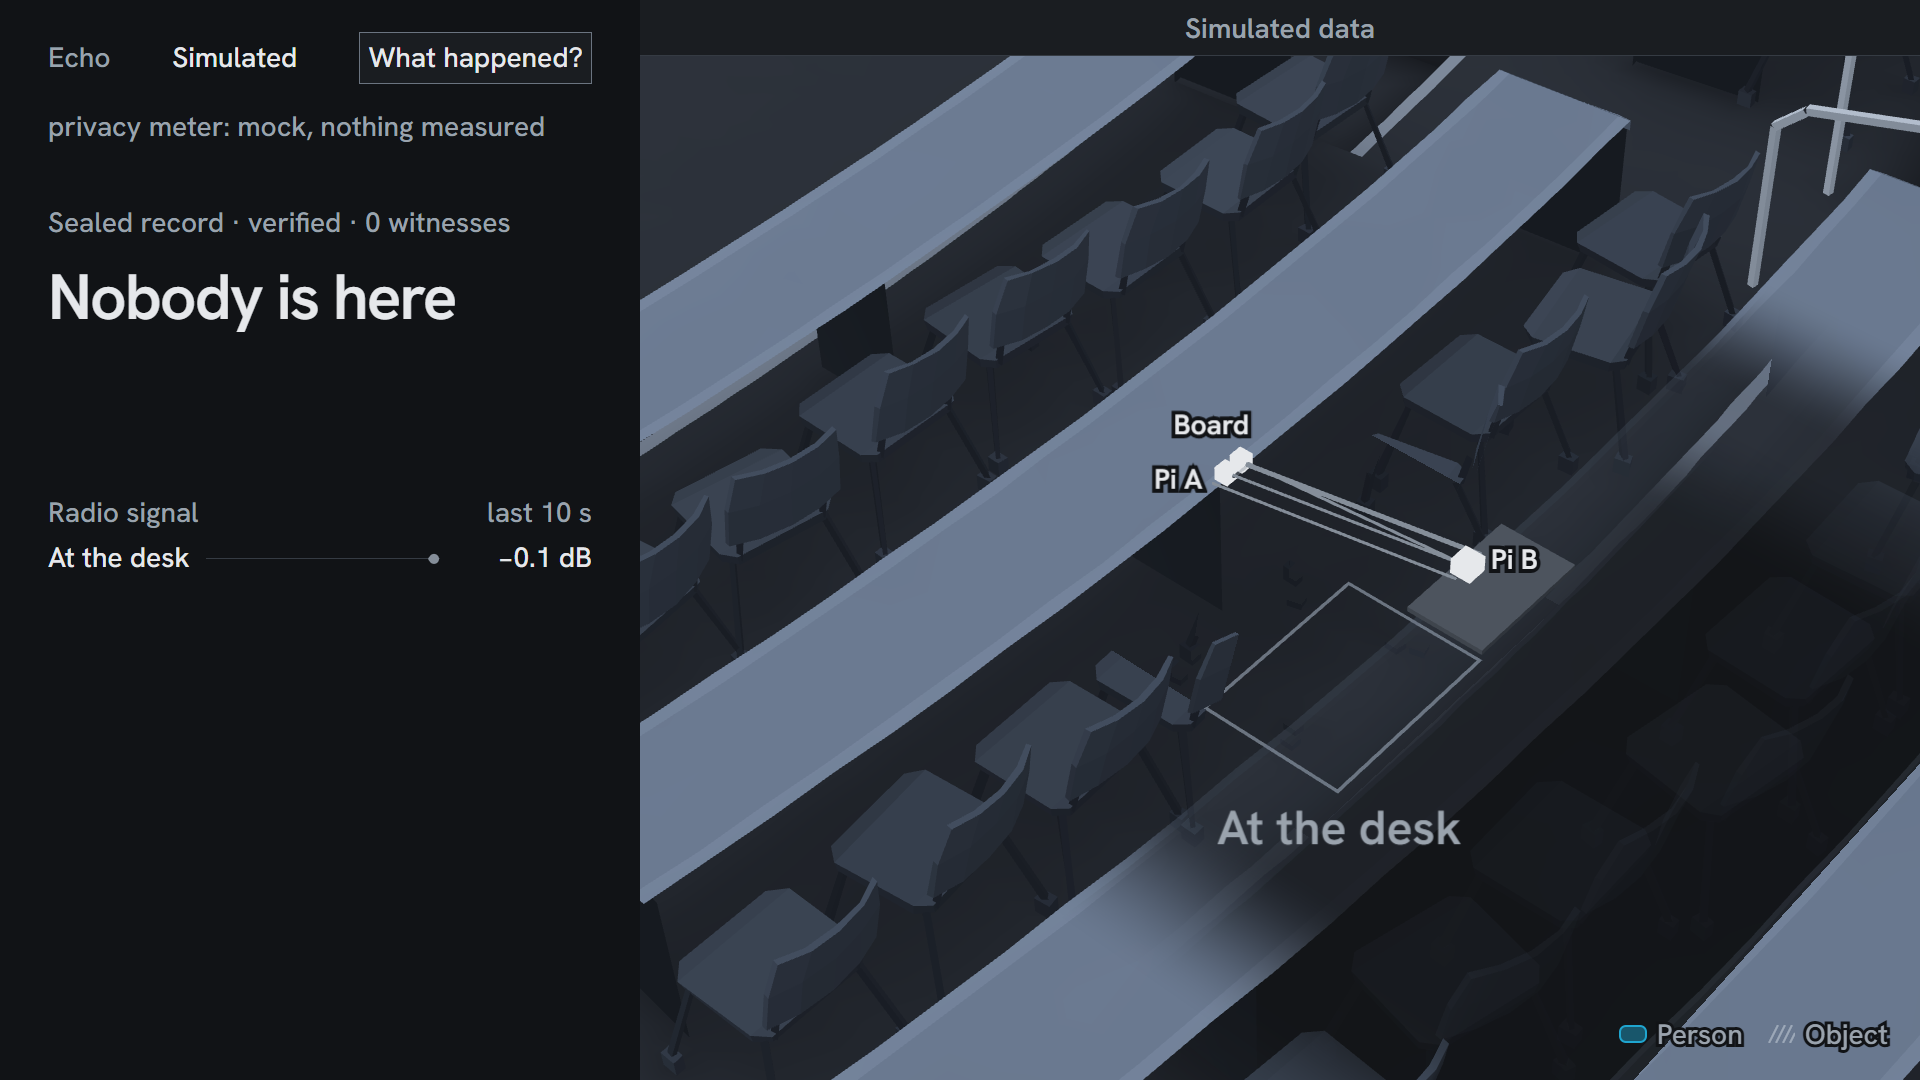 Echo Simulated What happened?
privacy meter: mock, nothing measured
Sealed record · verified · 0 witnesses
Nobody is here
Radio signal last 10 s
At the desk −0.1 dB
Simulated data
Board
Pi A
Pi B
At the desk
Person Object